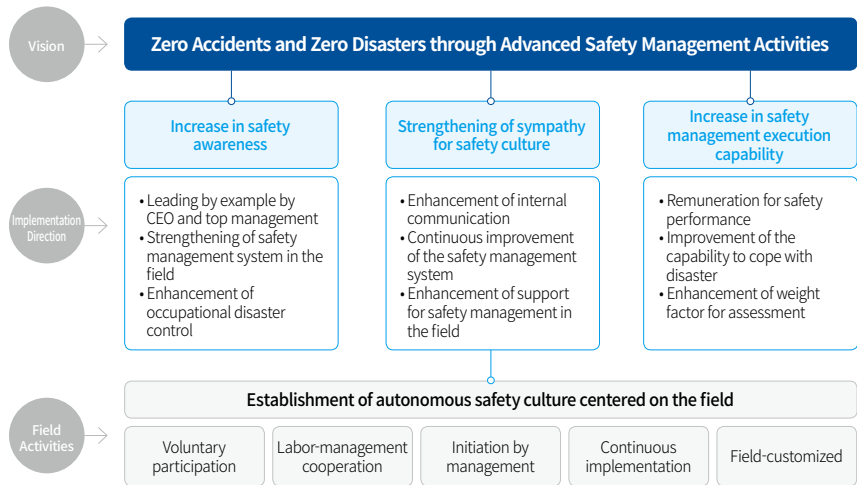 Vision
Zero Accidents and Zero Disasters through Advanced Safety Management Activities
Increase in safety
awareness
Strengthening of sympathy
for safety culture
Increase in safety
management execution
capability
Implementation
Direction
• Leading by example by
CEO and top management
• Strengthening of safety
management system in the
field
• Enhancement of
occupational disaster
control
• Enhancement of internal
communication
• Continuous improvement
of the safety management
system
• Enhancement of support
for safety management in
the field
• Remuneration for safety
performance
• Improvement of the
capability to cope with
disaster
• Enhancement of weight
factor for assessment
Field
Activities
Establishment of autonomous safety culture centered on the field
Voluntary
participation
Labor-management
cooperation
Initiation by
management
Continuous
implementation
Field-customized